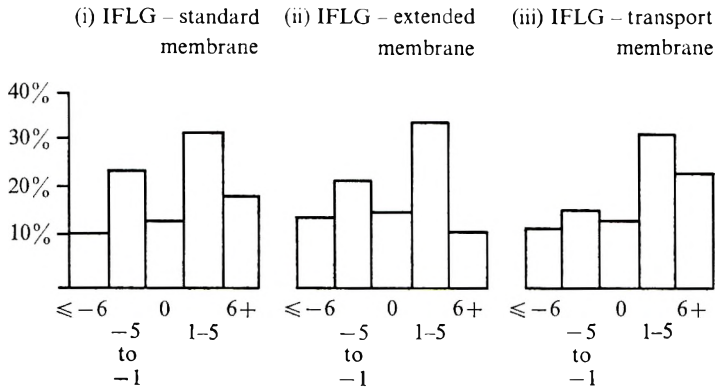 (i) IFLG – standard membrane
(ii) IFLG – extended membrane
(iii) IFLG – transport membrane
40%
30%
20%
10%
⩽ –6 –5 to –1 0 1–5 6+
⩽ –6 –5 to –1 0 1–5 6+
⩽ –6 –5 to –1 0 1–5 6+